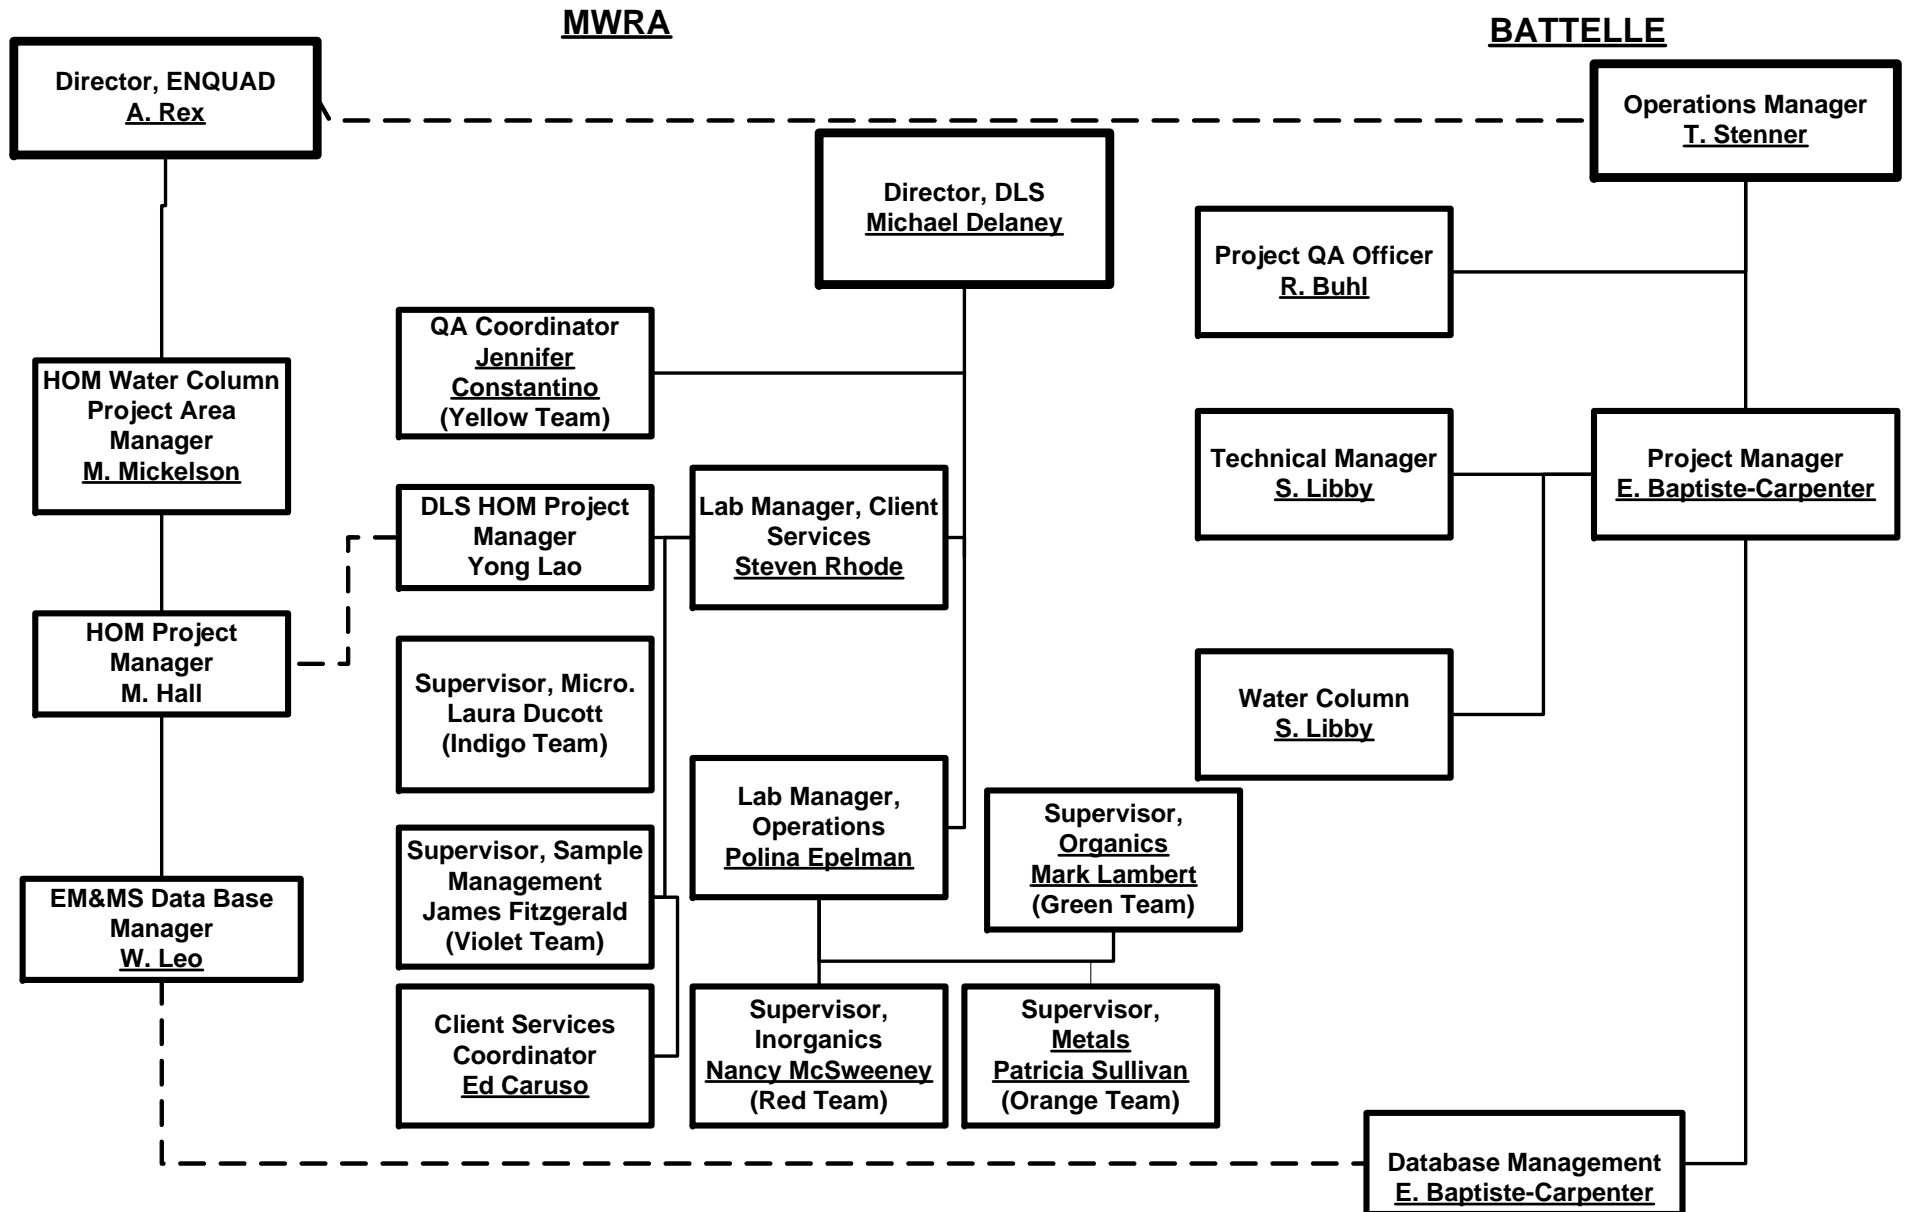 MWRA
BATTELLE
Director, ENQUAD
A. Rex
Operations Manager
T. Stenner
Director, DLS
Michael Delaney
Project QA Officer
R. Buhl
QA Coordinator
Jennifer
Constantino
(Yellow Team)
HOM Water Column
Project Area
Manager
M. Mickelson
DLS HOM Project
Manager
Yong Lao
Lab Manager, Client
Services
Steven Rhode
Technical Manager
S. Libby
Project Manager
E. Baptiste-Carpenter
HOM Project
Manager
M. Hall
Supervisor, Micro.
Laura Ducott
(Indigo Team)
Water Column
S. Libby
Lab Manager,
Operations
Polina Epelman
Supervisor,
Organics
Mark Lambert
(Green Team)
Supervisor, Sample
Management
James Fitzgerald
(Violet Team)
EM&MS Data Base
Manager
W. Leo
Client Services
Coordinator
Ed Caruso
Supervisor,
Inorganics
Nancy McSweeney
(Red Team)
Supervisor,
Metals
Patricia Sullivan
(Orange Team)
Database Management
E. Baptiste-Carpenter